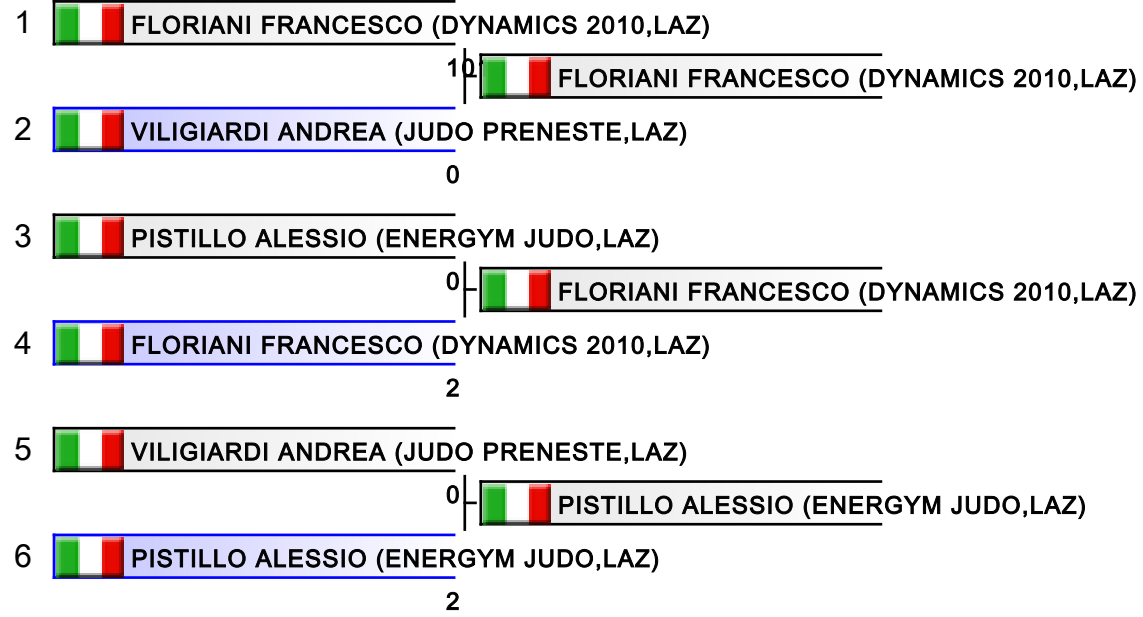 1 FLORIANI FRANCESCO (DYNAMICS 2010,LAZ)
10
FLORIANI FRANCESCO (DYNAMICS 2010,LAZ)
2 VILIGIARDI ANDREA (JUDO PRENESTE,LAZ)
0
3 PISTILLO ALESSIO (ENERGYM JUDO,LAZ)
0
FLORIANI FRANCESCO (DYNAMICS 2010,LAZ)
4 FLORIANI FRANCESCO (DYNAMICS 2010,LAZ)
2
5 VILIGIARDI ANDREA (JUDO PRENESTE,LAZ)
0
PISTILLO ALESSIO (ENERGYM JUDO,LAZ)
6 PISTILLO ALESSIO (ENERGYM JUDO,LAZ)
2